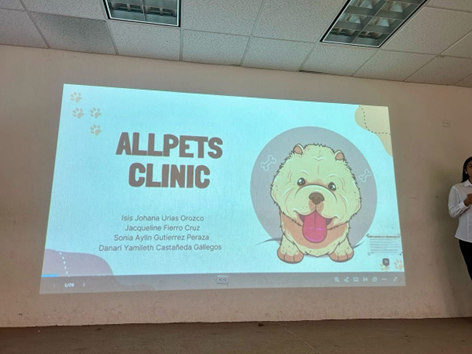 ALLPETS
CLINIC
Isis Johana Urias Orozco
Jacqueline Fierro Cruz
Sonia Aylin Gutierrez Peraza
Danari Yamileth Castañeda Gallegos